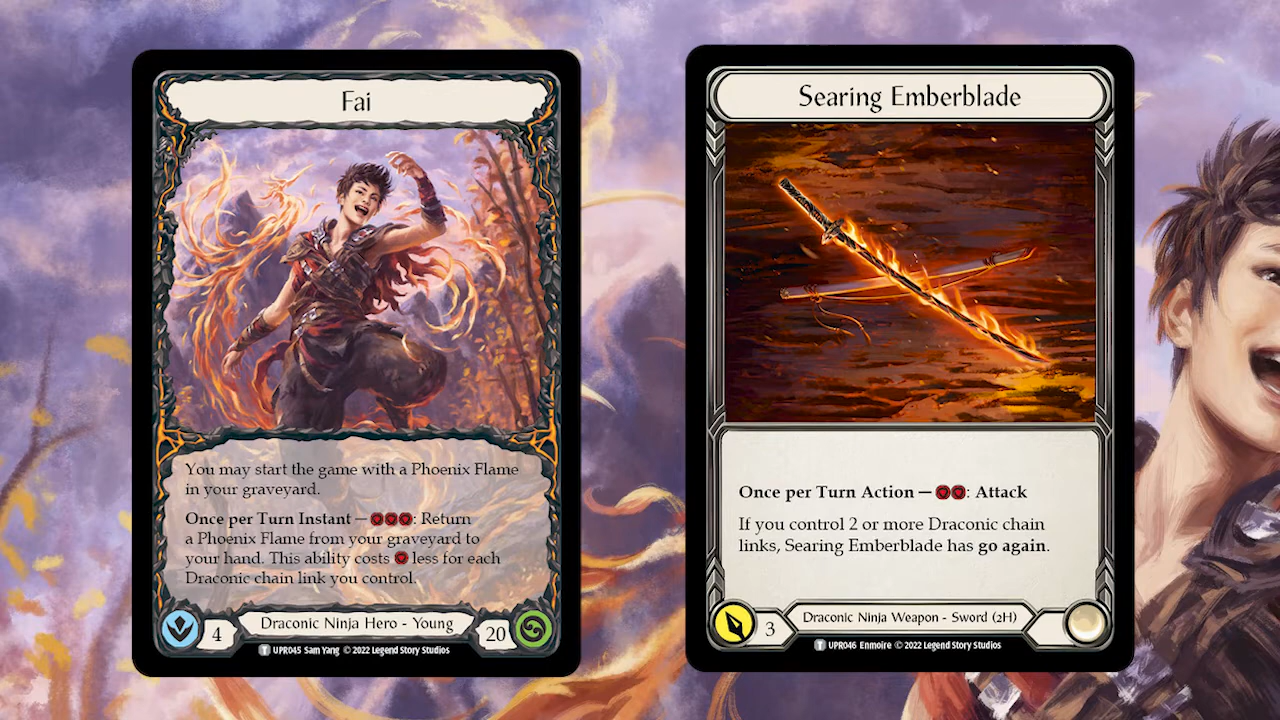 Fai
You may start the game with a Phoenix Flame
in your graveyard.
Once per Turn Instant — : Return
a Phoenix Flame from your graveyard to
your hand. This ability costs less for each
Draconic chain link you control.
4
Draconic Ninja Hero - Young
20
T UPR045 Sam Yang © 2022 Legend Story Studios
Searing Emberblade
Once per Turn Action — : Attack
If you control 2 or more Draconic chain
links, Searing Emberblade has go again.
3
Draconic Ninja Weapon - Sword (2H)
T UPR046 Enmoire © 2022 Legend Story Studios